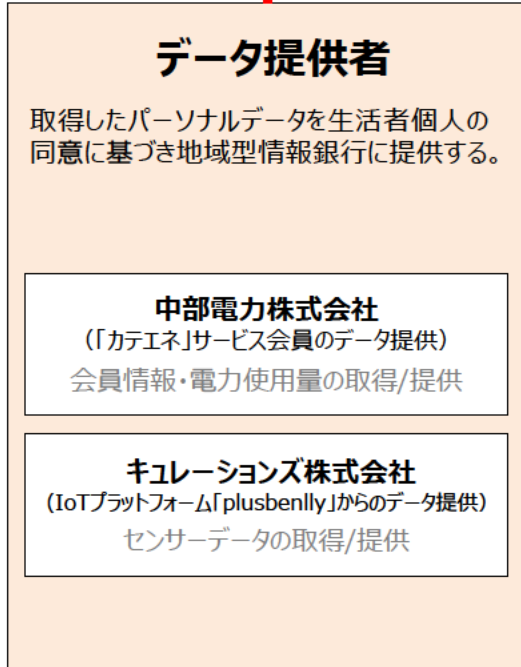 データ提供者
取得したパーソナルデータを生活者個人の
同意に基づき地域型情報銀行に提供する。
中部電力株式会社
（「カテエネ」サービス会員のデータ提供）
会員情報・電力使用量の取得/提供
キュレーションズ株式会社
（IoTプラットフォーム「plusbenlly」からのデータ提供）
センサーデータの取得/提供